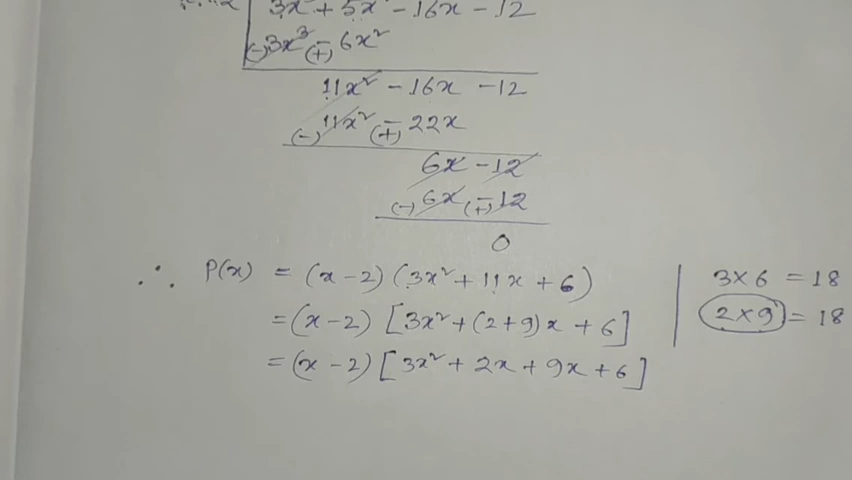 3x³ + 5x² - 16x - 12
(-) 3x³ (+)- 6x²
11x² - 16x - 12
(-) 11x² (+)- 22x
6x - 12
(-) 6x (+)- 12
0
∴ P(x) = (x-2) (3x² + 11x + 6)
3×6 = 18
= (x-2) [3x² + (2+9)x + 6]
2×9 = 18
= (x-2) [3x² + 2x + 9x + 6]